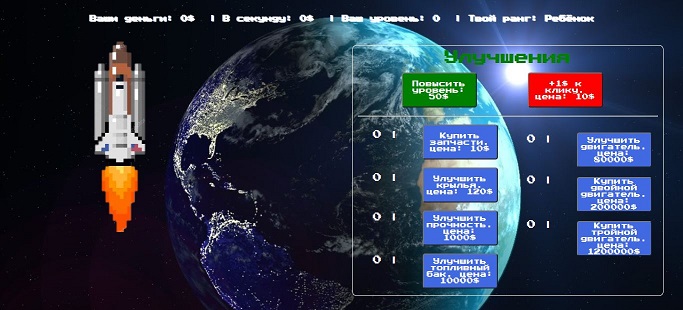 Ваши деньги: 0$ | В секунду: 0$ | Ваш уровень: 0 | Твой ранг: Ребёнок
Улучшения
Повысить
уровень:
50$
+1$ к
клику,
цена: 10$
0 |
Купить
запчасти,
цена: 10$
0 |
Улучшить
крылья,
цена: 120$
0 |
Улучшить
прочность,
цена:
1000$
0 |
Улучшить
топливный
бак, цена:
10000$
0 |
Улучшить
двигатель,
цена:
80000$
0 |
Купить
двойной
двигатель,
цена:
200000$
0 |
Купить
тройной
двигатель,
цена:
1200000$